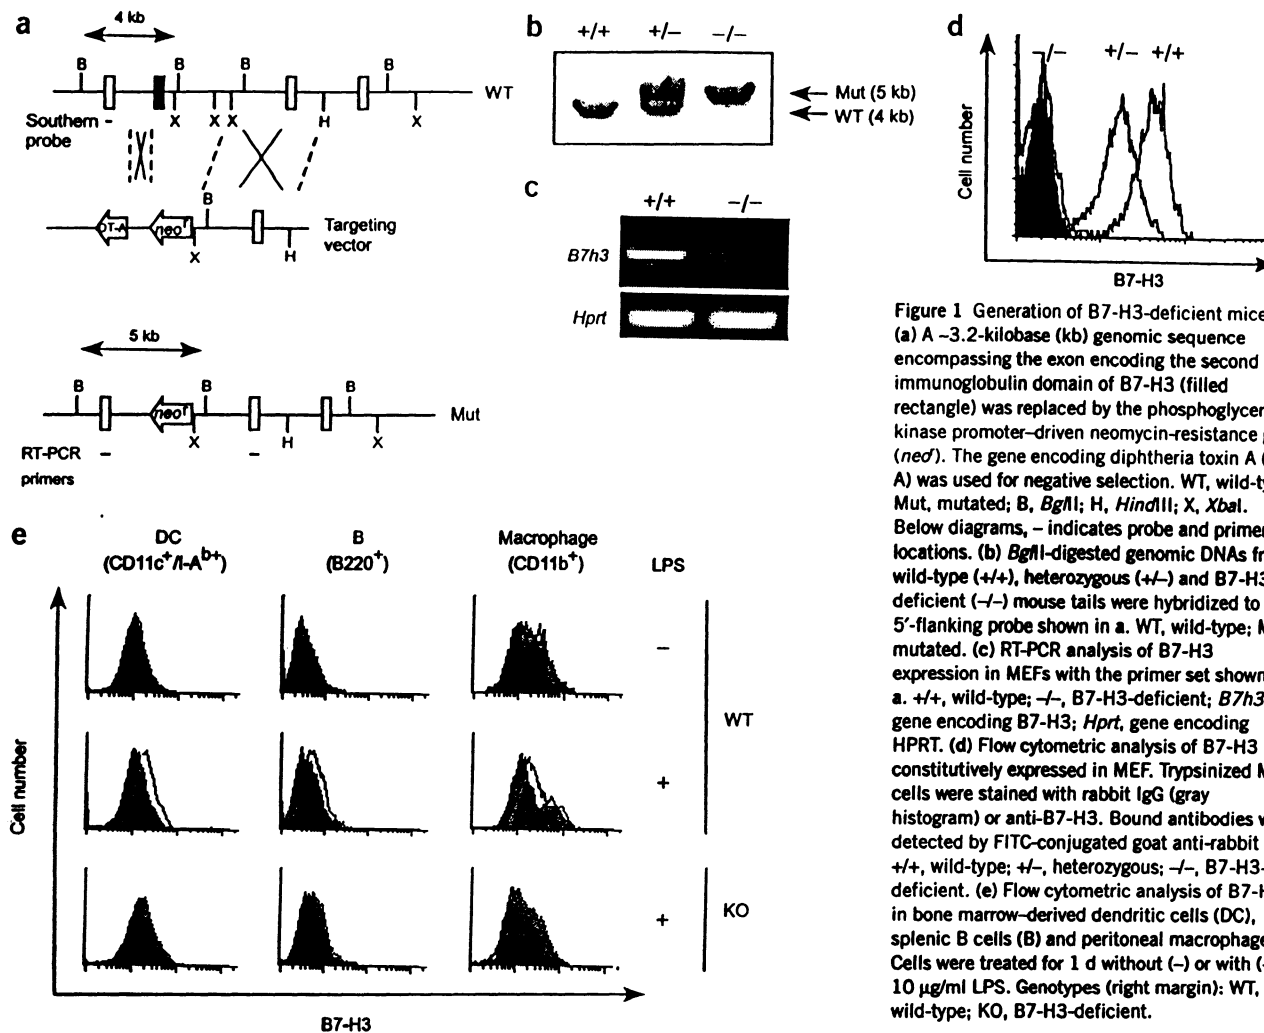 a
4 kb
B B B B
WT
Southern
probe
–
X X X H X
B
DT-A neoʳ
Targeting
vector
X H
5 kb
B B B
neoʳ
Mut
X H X
RT-PCR
primers
– –
b
+/+ +/– –/–
Mut (5 kb)
WT (4 kb)
c
+/+ –/–
B7h3
Hprt
d
–/– +/– +/+
Cell number
B7-H3
e
DC B Macrophage
(CD11c⁺/I-Aᵇ⁺) (B220⁺) (CD11b⁺) LPS
–
WT
+
KO
+
Cell number
B7-H3
Figure 1 Generation of B7-H3-deficient mice
(a) A ~3.2-kilobase (kb) genomic sequence
encompassing the exon encoding the second
immunoglobulin domain of B7-H3 (filled
rectangle) was replaced by the phosphoglycer
kinase promoter–driven neomycin-resistance
(neoʳ). The gene encoding diphtheria toxin A (
A) was used for negative selection. WT, wild-ty
Mut, mutated; B, BglII; H, HindIII; X, XbaI.
Below diagrams, – indicates probe and primer
locations. (b) BglII-digested genomic DNAs fr
wild-type (+/+), heterozygous (+/–) and B7-H3
deficient (–/–) mouse tails were hybridized to
5′-flanking probe shown in a. WT, wild-type; M
mutated. (c) RT-PCR analysis of B7-H3
expression in MEFs with the primer set shown
a. +/+, wild-type; –/–, B7-H3-deficient; B7h3
gene encoding B7-H3; Hprt, gene encoding
HPRT. (d) Flow cytometric analysis of B7-H3
constitutively expressed in MEF. Trypsinized M
cells were stained with rabbit IgG (gray
histogram) or anti-B7-H3. Bound antibodies w
detected by FITC-conjugated goat anti-rabbit
+/+, wild-type; +/–, heterozygous; –/–, B7-H3-
deficient. (e) Flow cytometric analysis of B7-H
in bone marrow–derived dendritic cells (DC),
splenic B cells (B) and peritoneal macrophage
Cells were treated for 1 d without (–) or with (
10 µg/ml LPS. Genotypes (right margin): WT,
wild-type; KO, B7-H3-deficient.